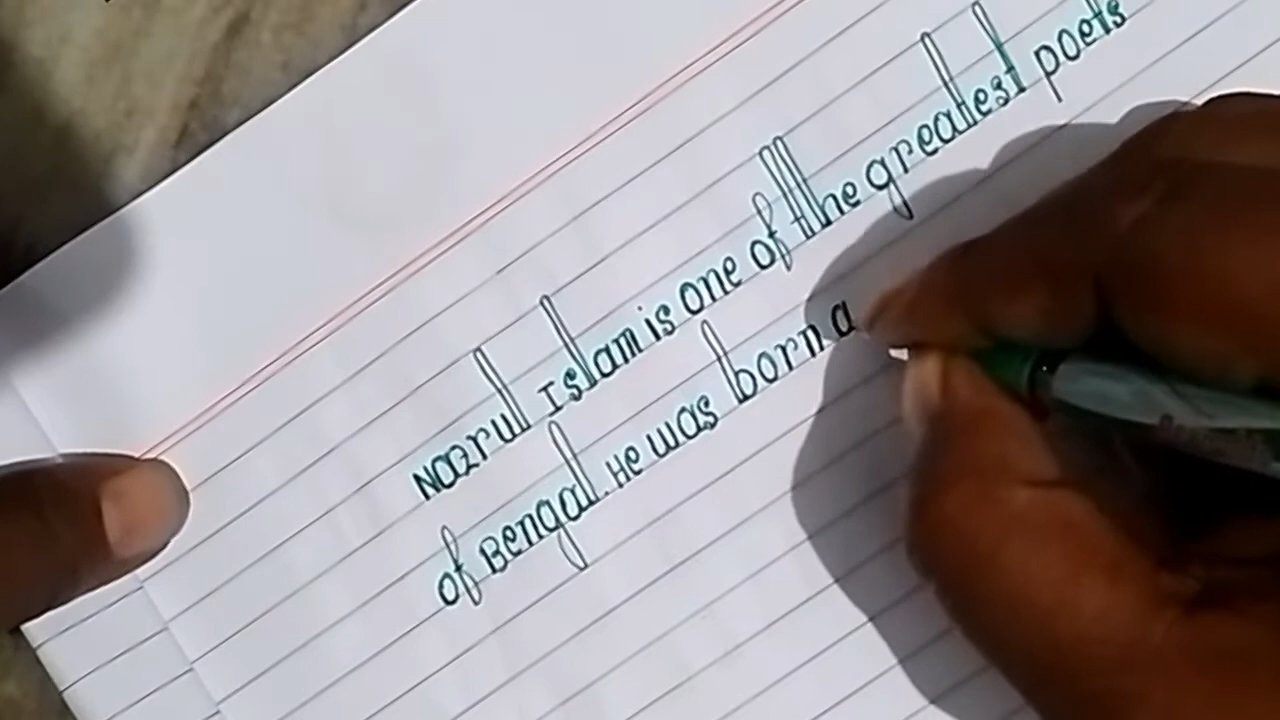 Nazrul Islam is one of the greatest poets
of Bengal. He was born a